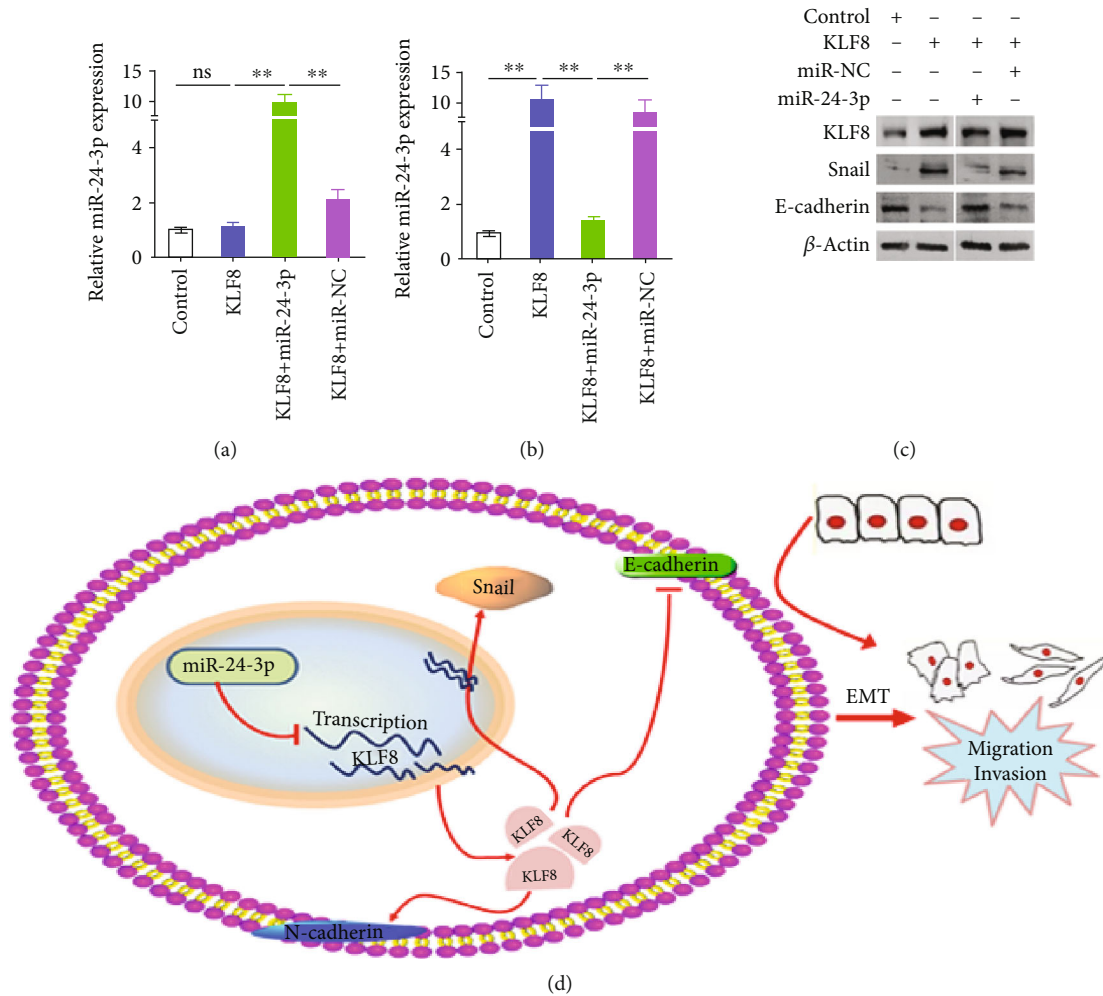 Relative miR-24-3p expression
10
8
4
2
0
ns
**
**
Control
KLF8
KLF8+miR-24-3p
KLF8+miR-NC
(a)
Relative miR-24-3p expression
10
8
4
2
0
**
**
**
Control
KLF8
KLF8+miR-24-3p
KLF8+miR-NC
(b)
Control + – – –
KLF8 – + + +
miR-NC – – – +
miR-24-3p – – + –
KLF8
Snail
E-cadherin
β-Actin
(c)
E-cadherin
Snail
miR-24-3p
Transcription
KLF8
KLF8
KLF8
KLF8
N-cadherin
EMT
Migration
Invasion
(d)